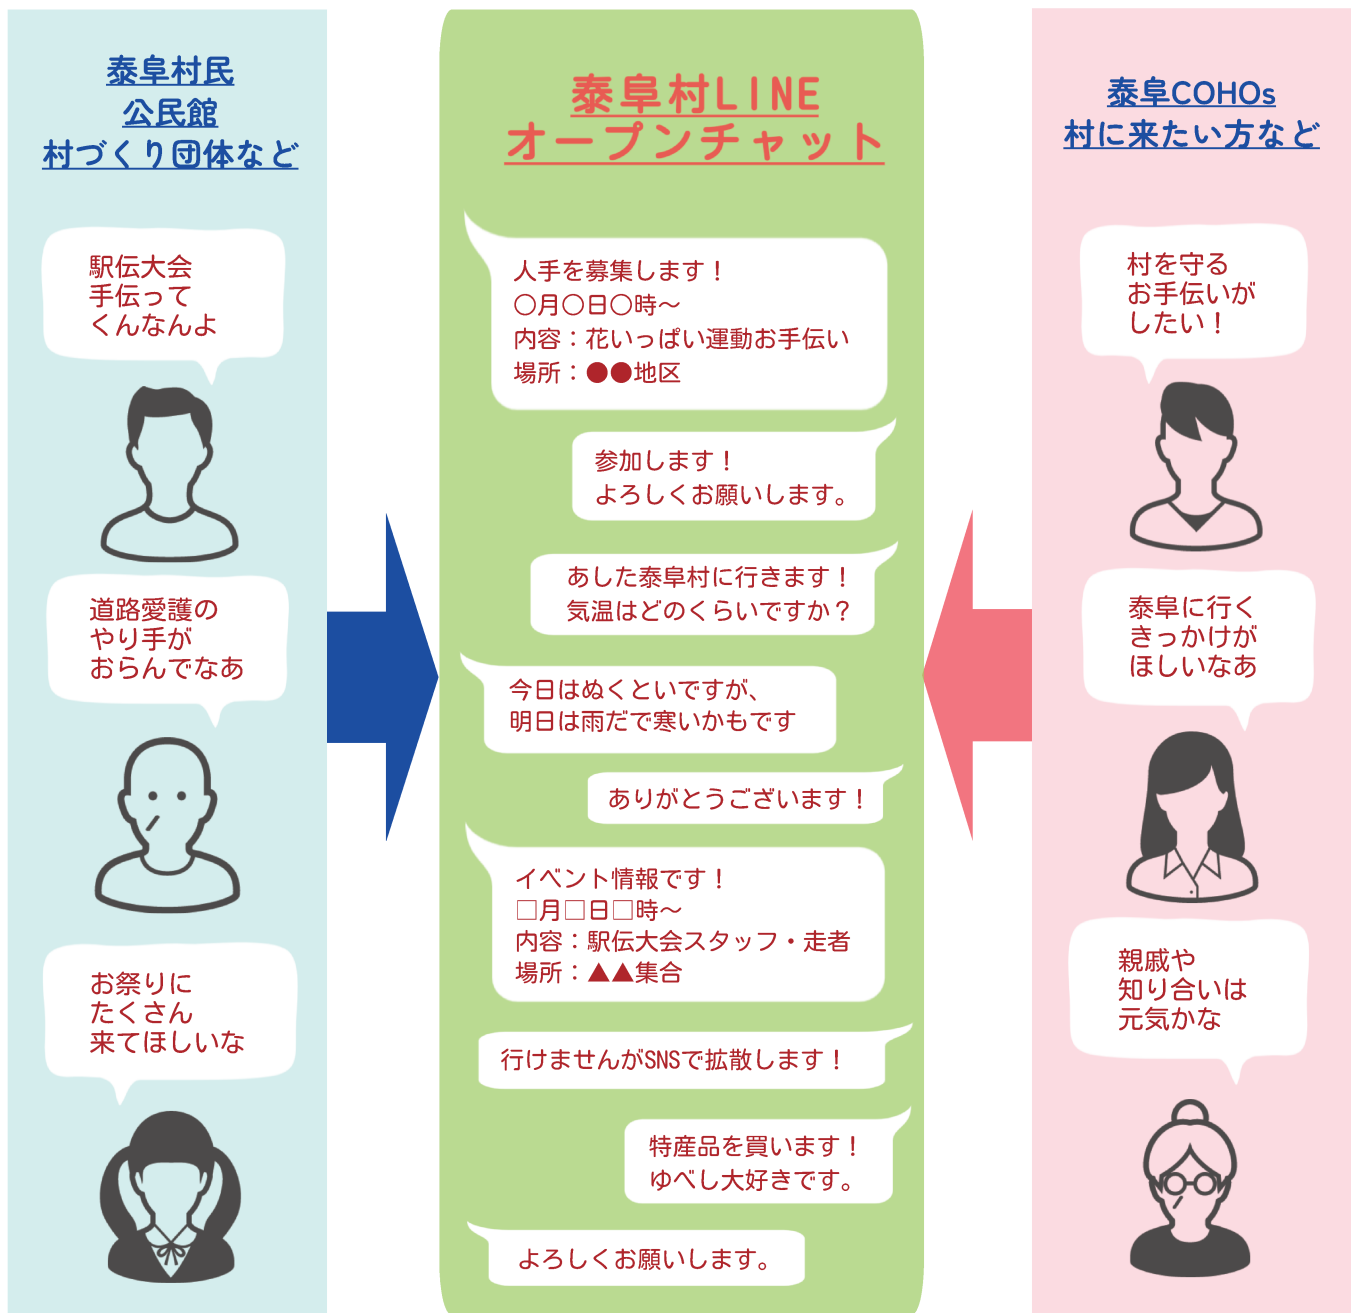 泰阜村民
公民館
村づくり団体など
駅伝大会
手伝って
くんなんよ
道路愛護の
やり手が
おらんでなあ
お祭りに
たくさん
来てほしいな
泰阜村LINE
オープンチャット
人手を募集します！
〇月〇日〇時～
内容：花いっぱい運動お手伝い
場所：●●地区
参加します！
よろしくお願いします。
あした泰阜村に行きます！
気温はどのくらいですか？
今日はぬくといですが、
明日は雨だで寒いかもです
ありがとうございます！
イベント情報です！
□月□日□時～
内容：駅伝大会スタッフ・走者
場所：▲▲集合
行けませんがSNSで拡散します！
特産品を買います！
ゆべし大好きです。
よろしくお願いします。
泰阜COHOs
村に来たい方など
村を守る
お手伝いが
したい！
泰阜に行く
きっかけが
ほしいなあ
親戚や
知り合いは
元気かな